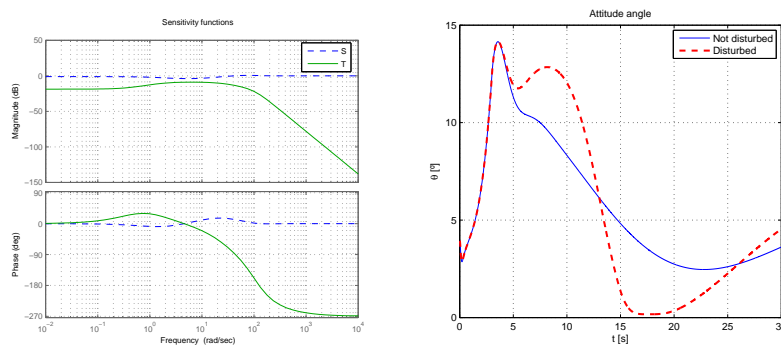 Sensitivity functions
50
0
−50
−100
−150
Magnitude (dB)
S
T
90
0
−90
−180
−270
Phase (deg)
10−2
10−1
100
101
102
103
104
Frequency (rad/sec)
Attitude angle
15
10
5
0
θ [º]
Not disturbed
Disturbed
0
5
10
15
20
25
30
t [s]